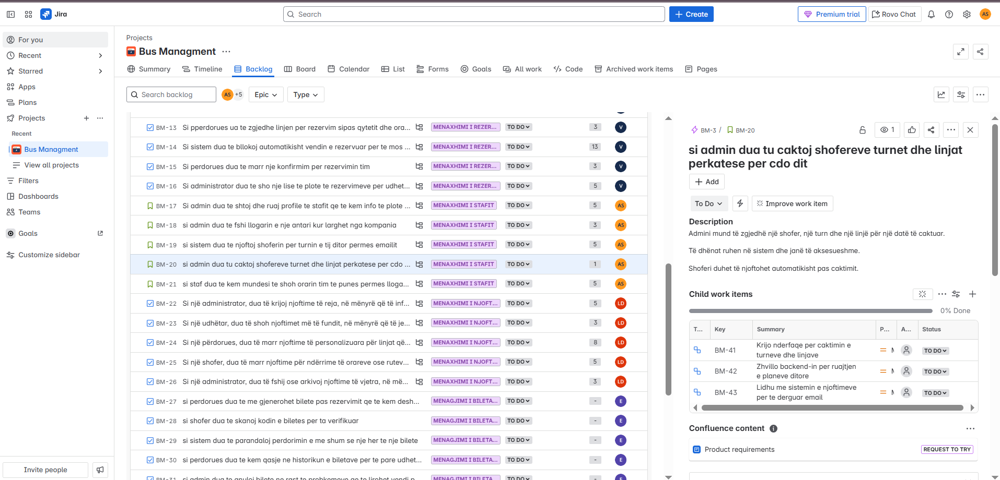 Jira
Search
Create
Premium trial
Rovo Chat
AS
For you
Recent
Starred
Apps
Plans
Projects
Recent
Bus Managment
View all projects
Filters
Dashboards
Teams
Goals
Customize sidebar
Invite people
Projects
Bus Managment
Summary
Timeline
Backlog
Board
Calendar
List
Forms
Goals
All work
Code
Archived work items
Pages
Search backlog
AS +5
Epic
Type
BM-13 Si pperdorues ua te zgjedhe linjen per rezervim sipas qytetit dhe ora... MENAXHIMI I REZER... TO DO 3 V
BM-14 Si sistem dua te bllokoj automatikisht vendin e rezervuar per te mos ... MENAXHIMI I REZER... TO DO 13 V
BM-15 Si perdorues dua te marr nje konfirmim per rezervimin tim MENAXHIMI I REZER... TO DO 3 V
BM-16 Si administrator dua te sho nje lise te plote te rezervimeve per udhet... MENAXHIMI I REZER... TO DO 5 V
BM-17 Si admin dua te shtoj dhe ruaj profile te stafit qe te kem info te plote ... MENAXHIMI I STAFIT TO DO 5 AS
BM-18 si admin dua te fshi llogarin e nje antari kur larghet nga kompania MENAXHIMI I STAFIT TO DO 3 AS
BM-19 si sistem dua te njoftoj shoferin per turnin e tij ditor permes emailit MENAXHIMI I STAFIT TO DO 5 AS
BM-20 si admin dua tu caktoj shofereve turnet dhe linjat perkatese per cdo ... MENAXHIMI I STAFIT TO DO 1 AS
BM-21 si staf dua te kem mundesi te shoh orarin tim te punes permes lloga... MENAXHIMI I STAFIT TO DO 5 AS
BM-22 Si një administrator, dua të krijoj njoftime të reja, në mënyrë që të inf... MENAXHIMI I NJOFT... TO DO 5 LD
BM-23 Si një udhëtar, dua të shoh njoftimet më të fundit, në mënyrë që të je... MENAXHIMI I NJOFT... TO DO 3 LD
BM-24 Si një përdorues, dua të marr njoftime të personalizuara për linjat që... MENAXHIMI I NJOFT... TO DO 8 LD
BM-25 Si një shofer, dua të marr njoftime për ndërrime të orareve ose rutev... MENAXHIMI I NJOFT... TO DO 5 LD
BM-26 Si një administrator, dua të fshij ose arkivoj njoftime të vjetra, në më... MENAXHIMI I NJOFT... TO DO 3 LD
BM-27 si perdorues dua te me gjenerohet bilete pas rezervimit qe te kem desh... MENAGJIMI I BILETA... TO DO - E
BM-28 si shofer dua te skanoj kodin e biletes per ta verifikuar MENAGJIMI I BILETA... TO DO - E
BM-29 si sistem dua te parandaloj perdorimin e me shum se nje her te nje bilete MENAGJIMI I BILETA... TO DO - E
BM-30 si perdorues dua te kem qasje ne historikun e biletave per te pare udhet... MENAGJIMI I BILETA... TO DO - E
BM-31 si admin dua te anuloj bilete ne rast te probkemeve qe te lirohet vendi p... MENAGJIMI I BILETA... TO DO - E
BM-3 / BM-20
1
si admin dua tu caktoj shofereve turnet dhe linjat
perkatese per cdo dit
Add
To Do
Improve work item
Description
Admini mund të zgjedhë një shofer, një turn dhe një linjë për një datë të caktuar.
Të dhënat ruhen në sistem dhe janë të aksesueshme.
Shoferi duhet të njoftohet automatikisht pas caktimit.
Child work items
0% Done
T... Key Summary P... A... Status
BM-41 Krijo nderfaqe per caktimin e
turneve dhe linjave TO DO
BM-42 Zhvillo backend-in per ruajtjen
e planeve ditore TO DO
BM-43 Lidhu me sistemin e njoftimeve
per te derguar email TO DO
Confluence content
Product requirements
REQUEST TO TRY